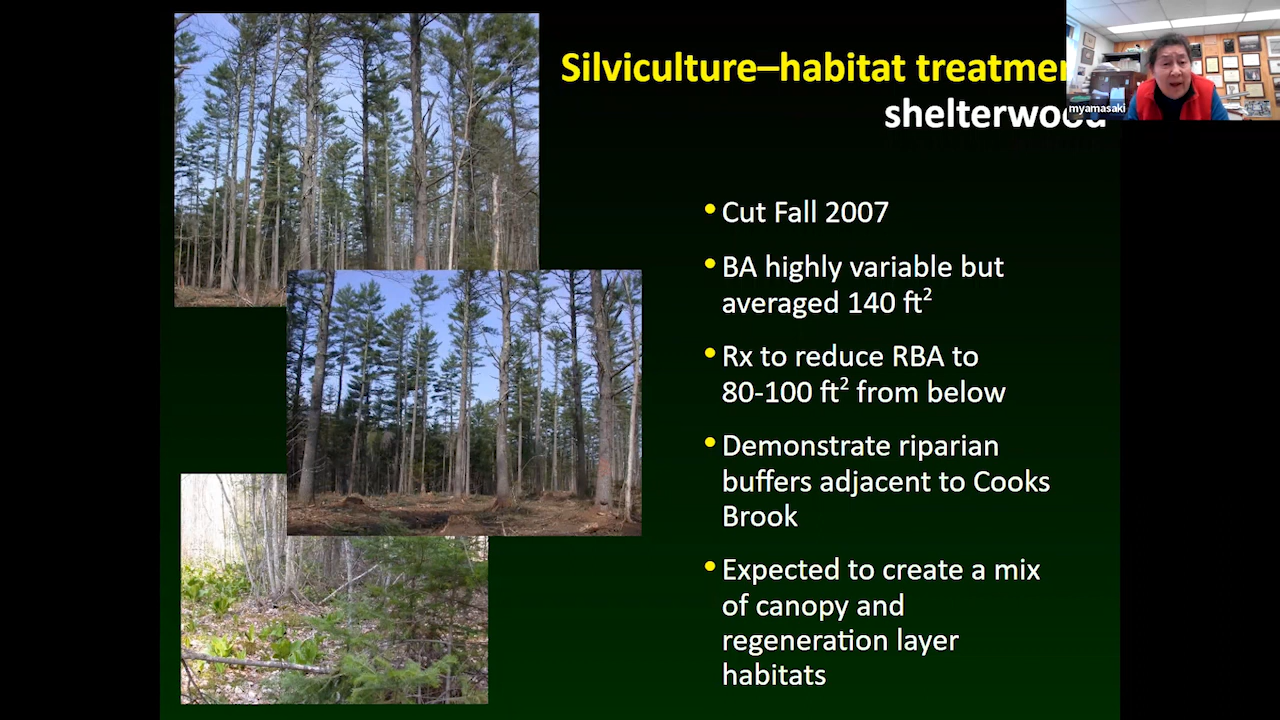 Silviculture–habitat treatmen
myamasaki
shelterwood
•Cut Fall 2007
•BA highly variable but
averaged 140 ft²
•Rx to reduce RBA to
80-100 ft² from below
•Demonstrate riparian
buffers adjacent to Cooks
Brook
•Expected to create a mix
of canopy and
regeneration layer
habitats